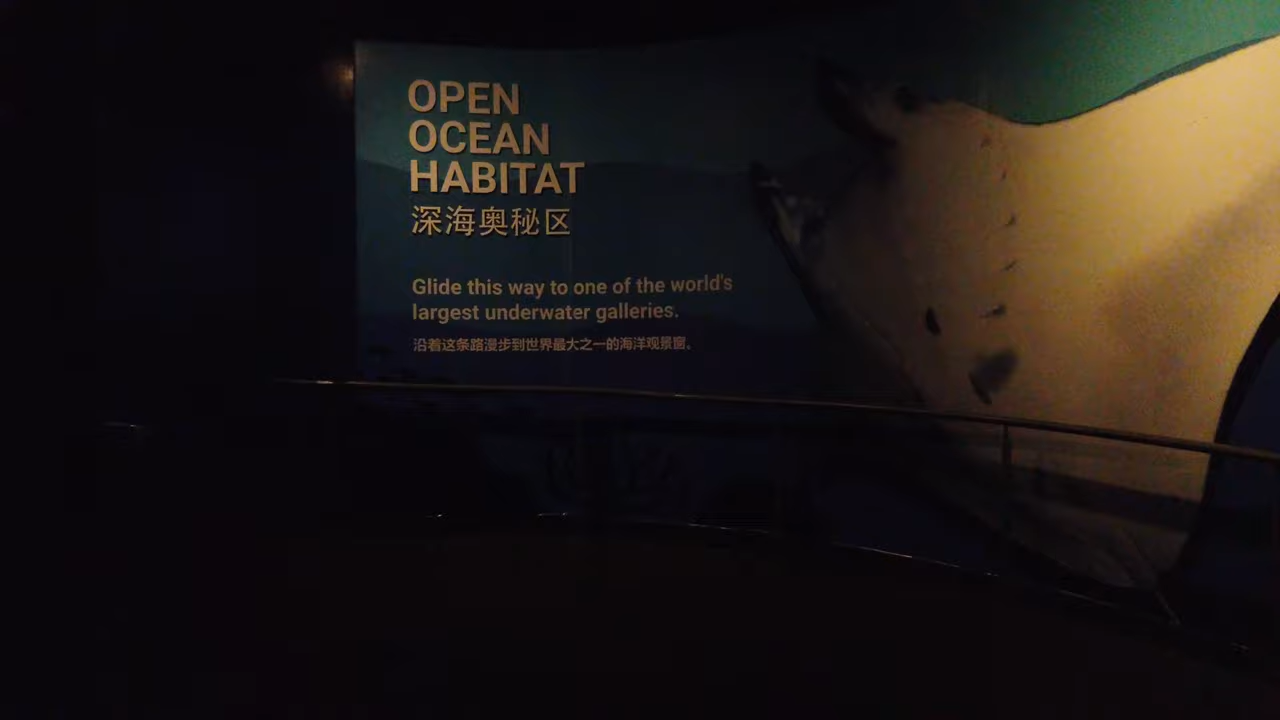 OPEN
OCEAN
HABITAT
深海奥秘区
Glide this way to one of the world's
largest underwater galleries.
沿着这条路漫步到世界最大之一的海洋观景窗。